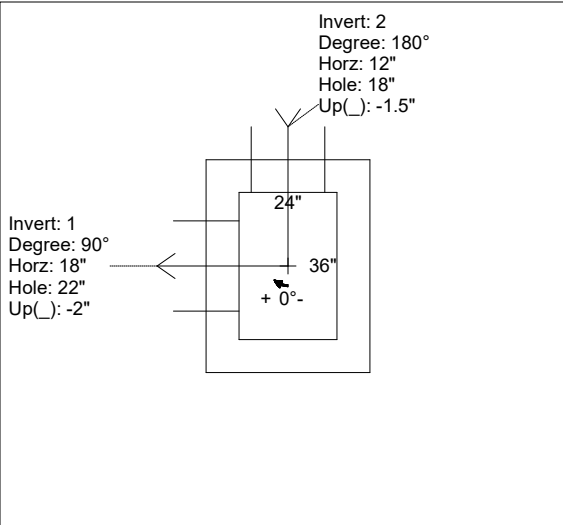 Invert: 2
Degree: 180°
Horz: 12"
Hole: 18"
Up(_): -1.5"
24"
Invert: 1
Degree: 90°
Horz: 18"
Hole: 22"
Up(_): -2"
36"
+ 0°-